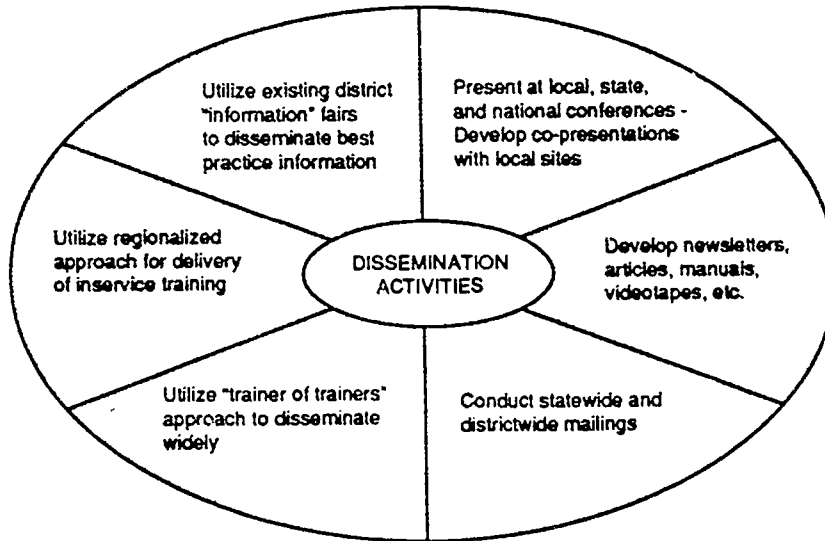 Utilize existing district
"information" fairs
to disseminate best
practice information
Present at local, state,
and national conferences -
Develop co-presentations
with local sites
Utilize regionalized
approach for delivery
of inservice training
DISSEMINATION
ACTIVITIES
Develop newsletters,
articles, manuals,
videotapes, etc.
Utilize "trainer of trainers"
approach to disseminate
widely
Conduct statewide and
districtwide mailings